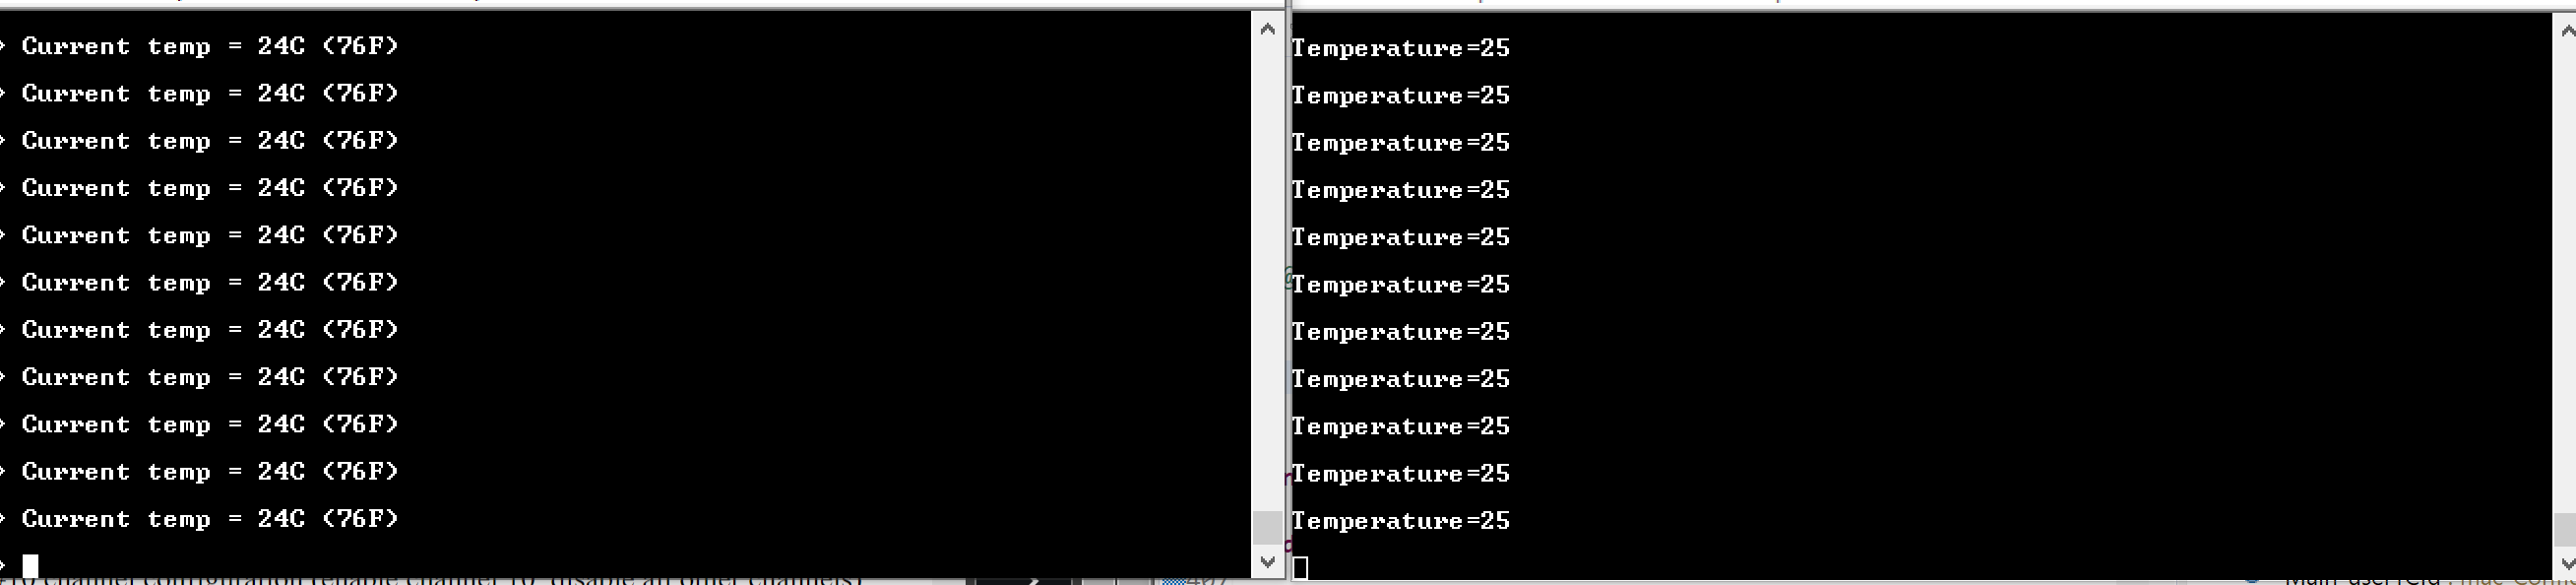 > Current temp = 24C (76F)
> Current temp = 24C (76F)
> Current temp = 24C (76F)
> Current temp = 24C (76F)
> Current temp = 24C (76F)
> Current temp = 24C (76F)
> Current temp = 24C (76F)
> Current temp = 24C (76F)
> Current temp = 24C (76F)
> Current temp = 24C (76F)
> Current temp = 24C (76F)
>
Temperature=25
Temperature=25
Temperature=25
Temperature=25
Temperature=25
Temperature=25
Temperature=25
Temperature=25
Temperature=25
Temperature=25
Temperature=25